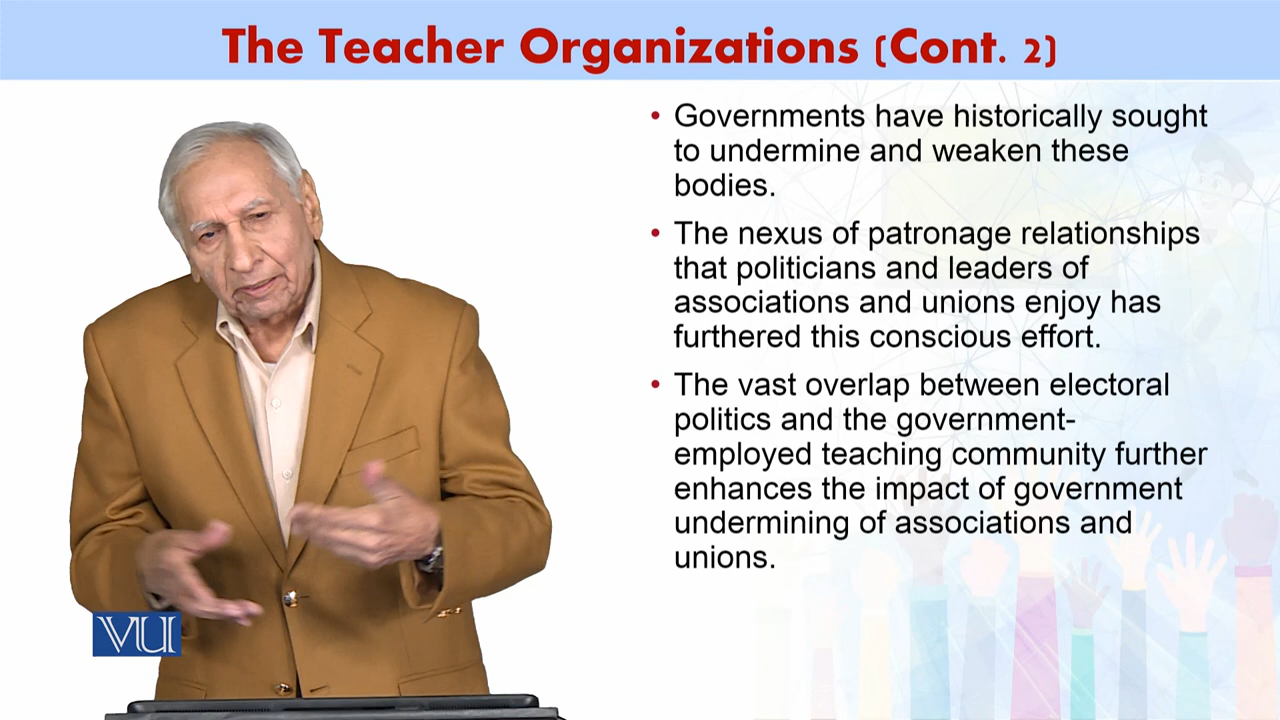 The Teacher Organizations (Cont. 2)
• Governments have historically sought
to undermine and weaken these
bodies.
• The nexus of patronage relationships
that politicians and leaders of
associations and unions enjoy has
furthered this conscious effort.
• The vast overlap between electoral
politics and the government-
employed teaching community further
enhances the impact of government
undermining of associations and
unions.
VU